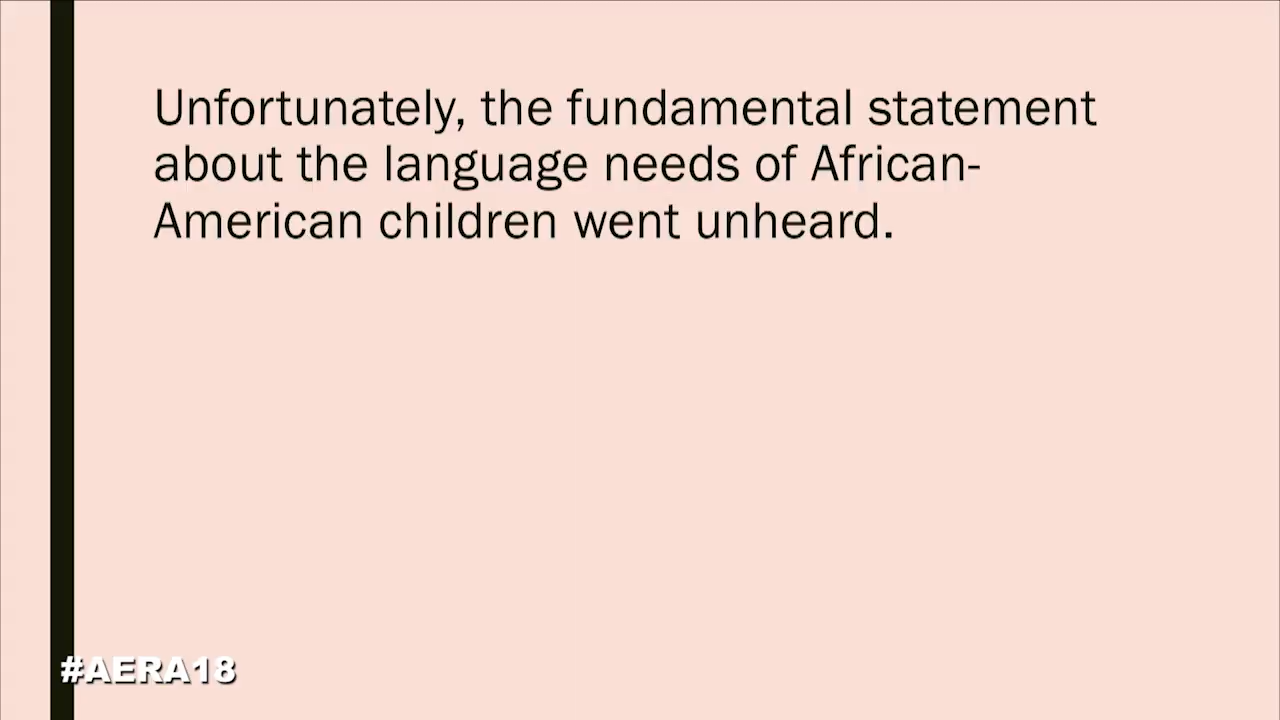 Unfortunately, the fundamental statement
about the language needs of African-
American children went unheard.
#AERA18